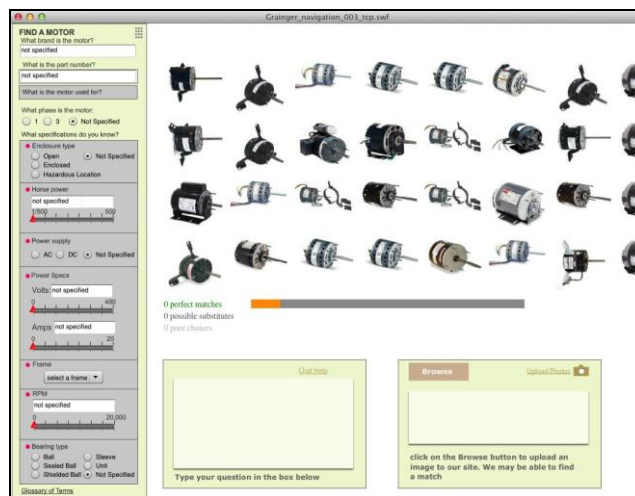 Grainger_navigation_003_tcp.swf
FIND A MOTOR
What brand is the motor?
not specified
What is the part number?
not specified
What is the motor used for?
What phase is the motor:
1 3 Not Specified
What specifications do you know?
Enclosure type
Open Not Specified
Enclosed
Hazardous Location
Horse power
not specified
1/500 500
Power supply
AC DC Not Specified
Power Specs
Volts: not specified
0 480
Amps not specified
0 20
Frame
select a frame
RPM
not specified
0 20,000
Bearing type
Ball Sleeve
Sealed Ball Unit
Shielded Ball Not Specified
Glossary of Terms
0 perfect matches
0 possible substitutes
0 poor choices
Chat Help
Type your question in the box below
Browse Upload Photos
click on the Browse button to upload an
image to our site. We may be able to find
a match